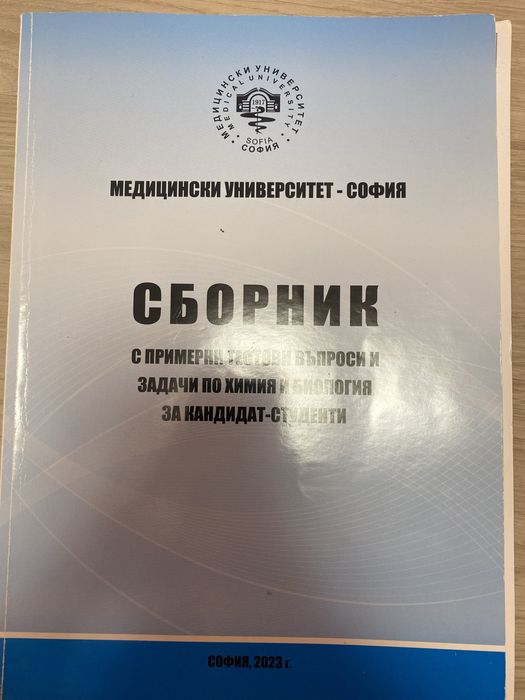 МЕДИЦИНСКИ УНИВЕРСИТЕТ
MEDICAL UNIVERSITY
1917
SOFIA
СОФИЯ
МЕДИЦИНСКИ УНИВЕРСИТЕТ - СОФИЯ
СБОРНИК
С ПРИМЕРНИ ТЕСТОВИ ВЪПРОСИ И
ЗАДАЧИ ПО ХИМИЯ И БИОЛОГИЯ
ЗА КАНДИДАТ-СТУДЕНТИ
СОФИЯ, 2023 г.